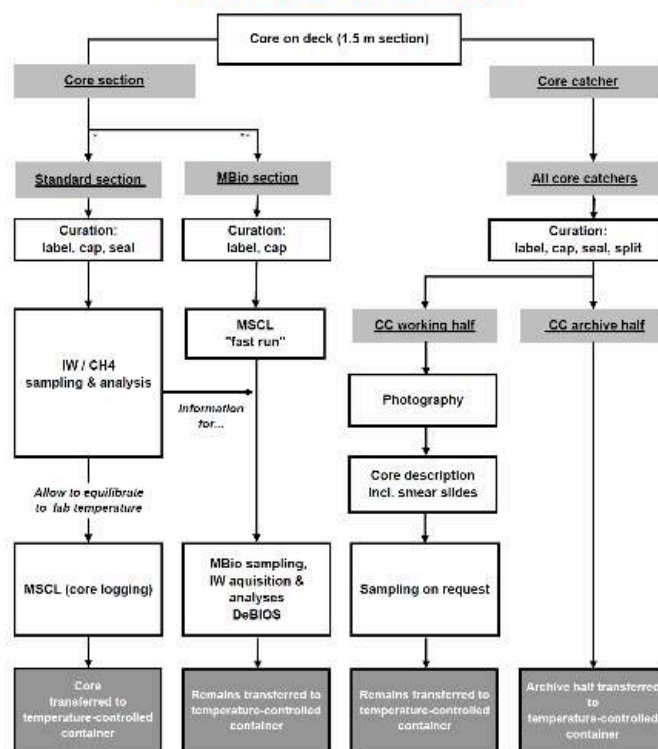 Core on deck (1.5 m section)
Core section
Core catcher
Standard section
MBio section
All core catchers
Curation:
label, cap, seal
Curation:
label, cap
Curation:
label, cap, seal, split
MSCL
"fast run"
CC working half
CC archive half
IW / CH4
sampling & analysis
Information
for...
Photography
Core description
incl. smear slides
Allow to equilibrate
to lab temperature
MSCL (core logging)
MBio sampling,
IW aquisition &
analyses
DeBIOS
Sampling on request
Core
transferred to
temperature-controlled
container
Remains transferred to
temperature-controlled
container
Remains transferred to
temperature-controlled
container
Archive half transferred
to
temperature-controlled
container